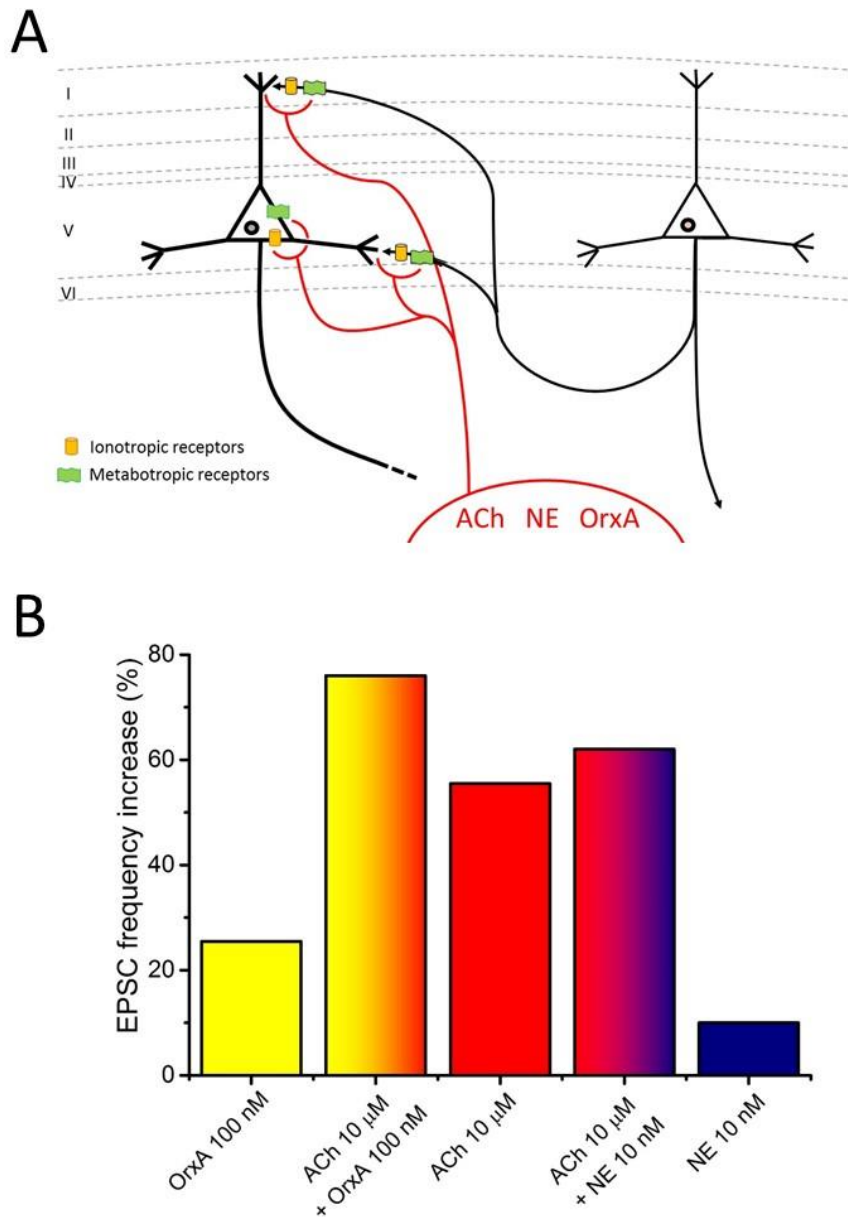 A
I
II
III
IV
V
VI
Ionotropic receptors
Metabotropic receptors
ACh NE OrxA
B
EPSC frequency increase (%)
80
60
40
20
0
OrxA 100 nM
ACh 10 μM
+ OrxA 100 nM
ACh 10 μM
ACh 10 μM
+ NE 10 nM
NE 10 nM